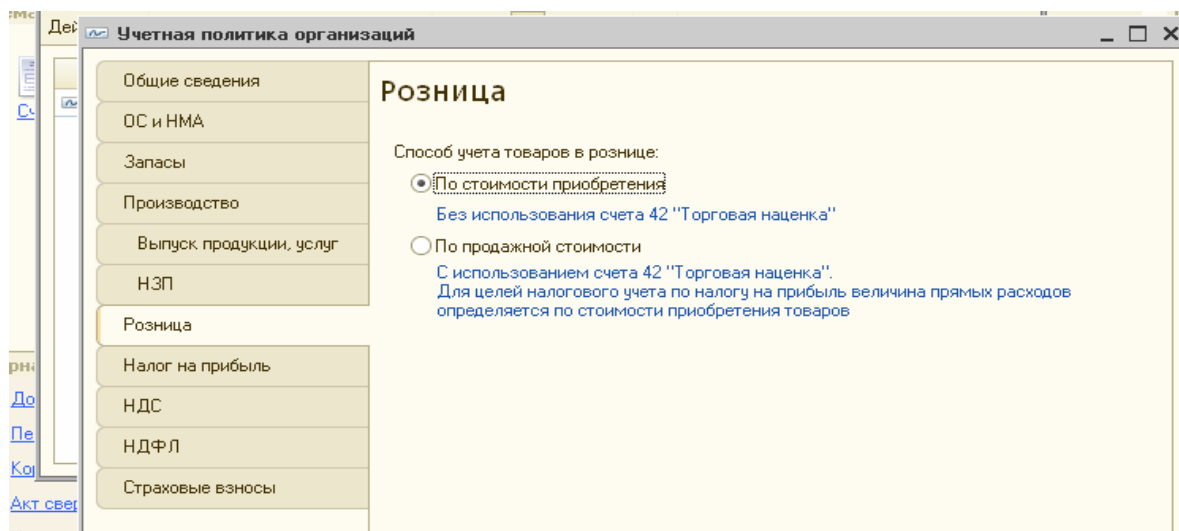 Учетная политика организаций
Общие сведения
ОС и НМА
Запасы
Производство
Выпуск продукции, услуг
НЗП
Розница
Налог на прибыль
НДС
НДФЛ
Страховые взносы
Розница
Способ учета товаров в рознице:
По стоимости приобретения
Без использования счета 42 "Торговая наценка"
По продажной стоимости
С использованием счета 42 "Торговая наценка".
Для целей налогового учета по налогу на прибыль величина прямых расходов
определяется по стоимости приобретения товаров
Акт